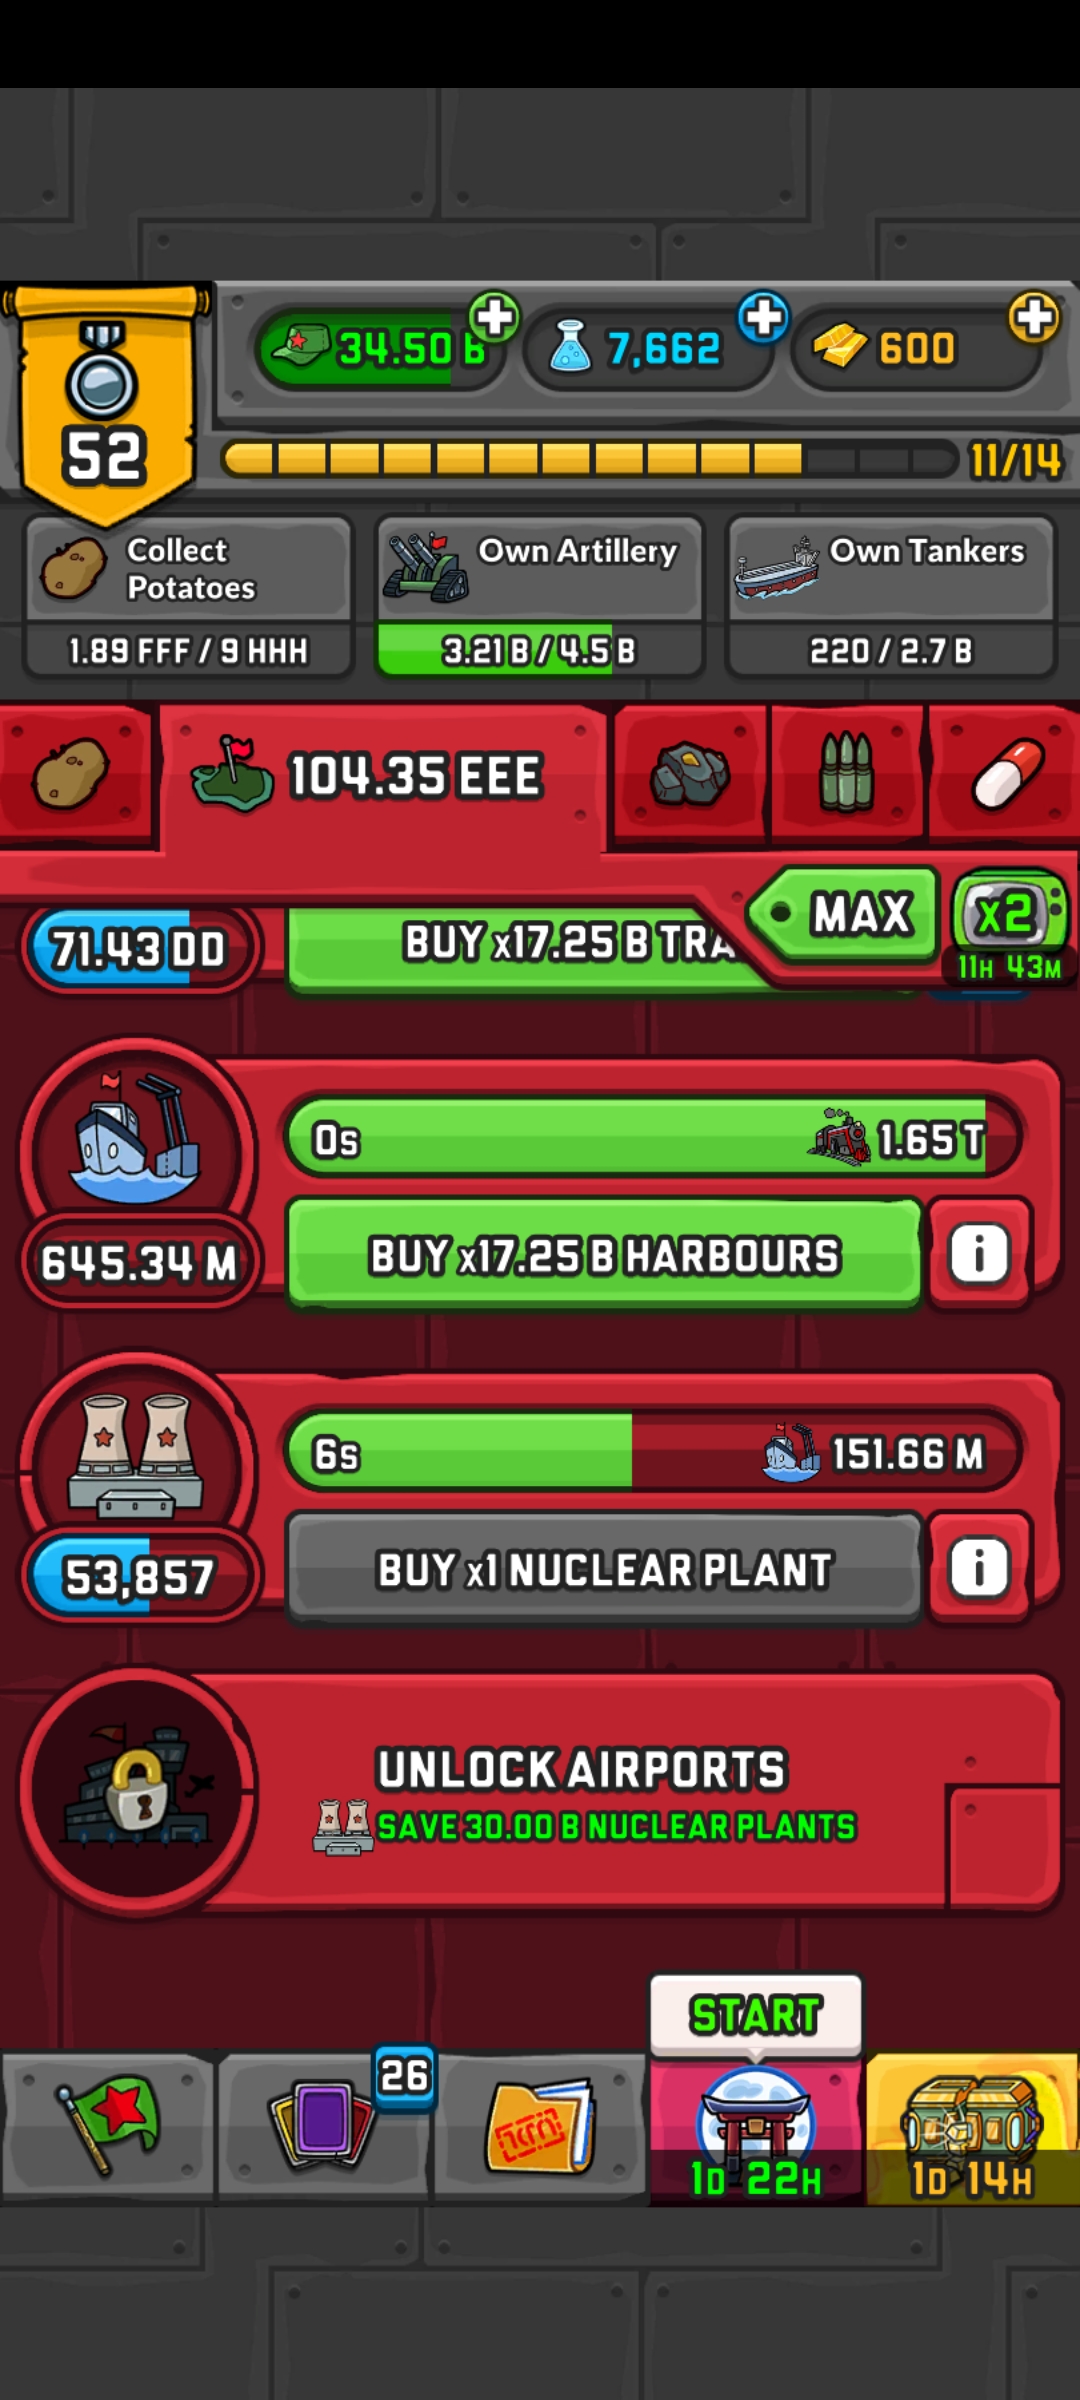 34.50 B
7,662
600
52
11/14
Collect
Potatoes
1.89 FFF / 9 HHH
Own Artillery
3.21 B / 4.5 B
Own Tankers
220 / 2.7 B
104.35 EEE
MAX
x2
11H 43M
71.43 DD
BUY x17.25 B TRA
0s
1.65 T
645.34 M
BUY x17.25 B HARBOURS
i
6s
151.66 M
53,857
BUY x1 NUCLEAR PLANT
i
UNLOCK AIRPORTS
SAVE 30.00 B NUCLEAR PLANTS
START
26
1D 22H
1D 14H